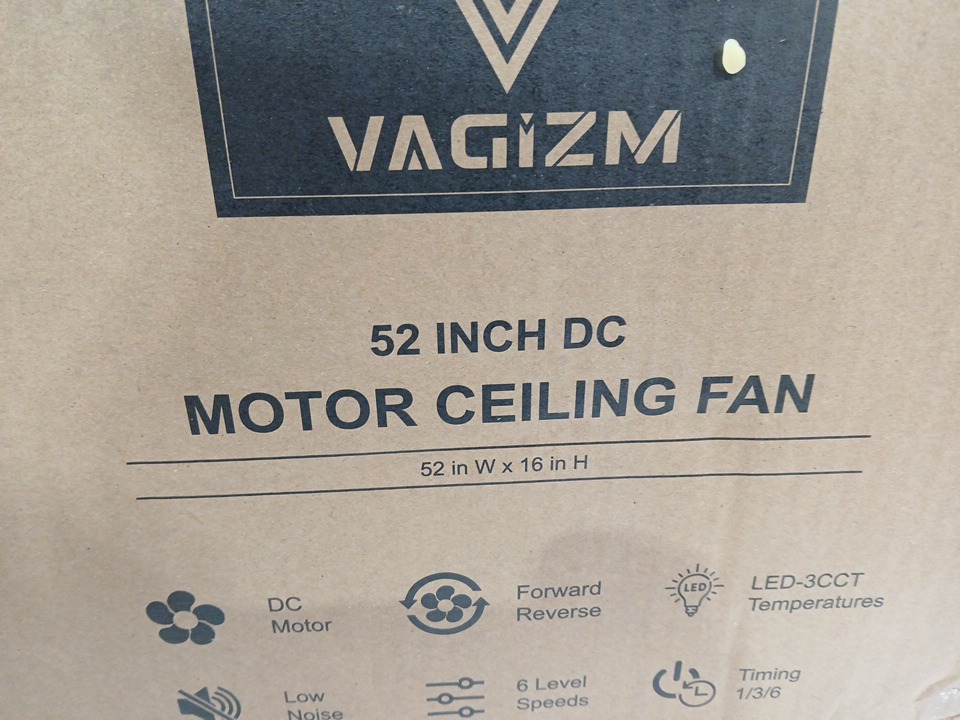 VAGIZM
52 INCH DC
MOTOR CEILING FAN
52 in W x 16 in H
DC
Motor
Forward
Reverse
LED
LED-3CCT
Temperatures
Low
Noise
6 Level
Speeds
Timing
1/3/6